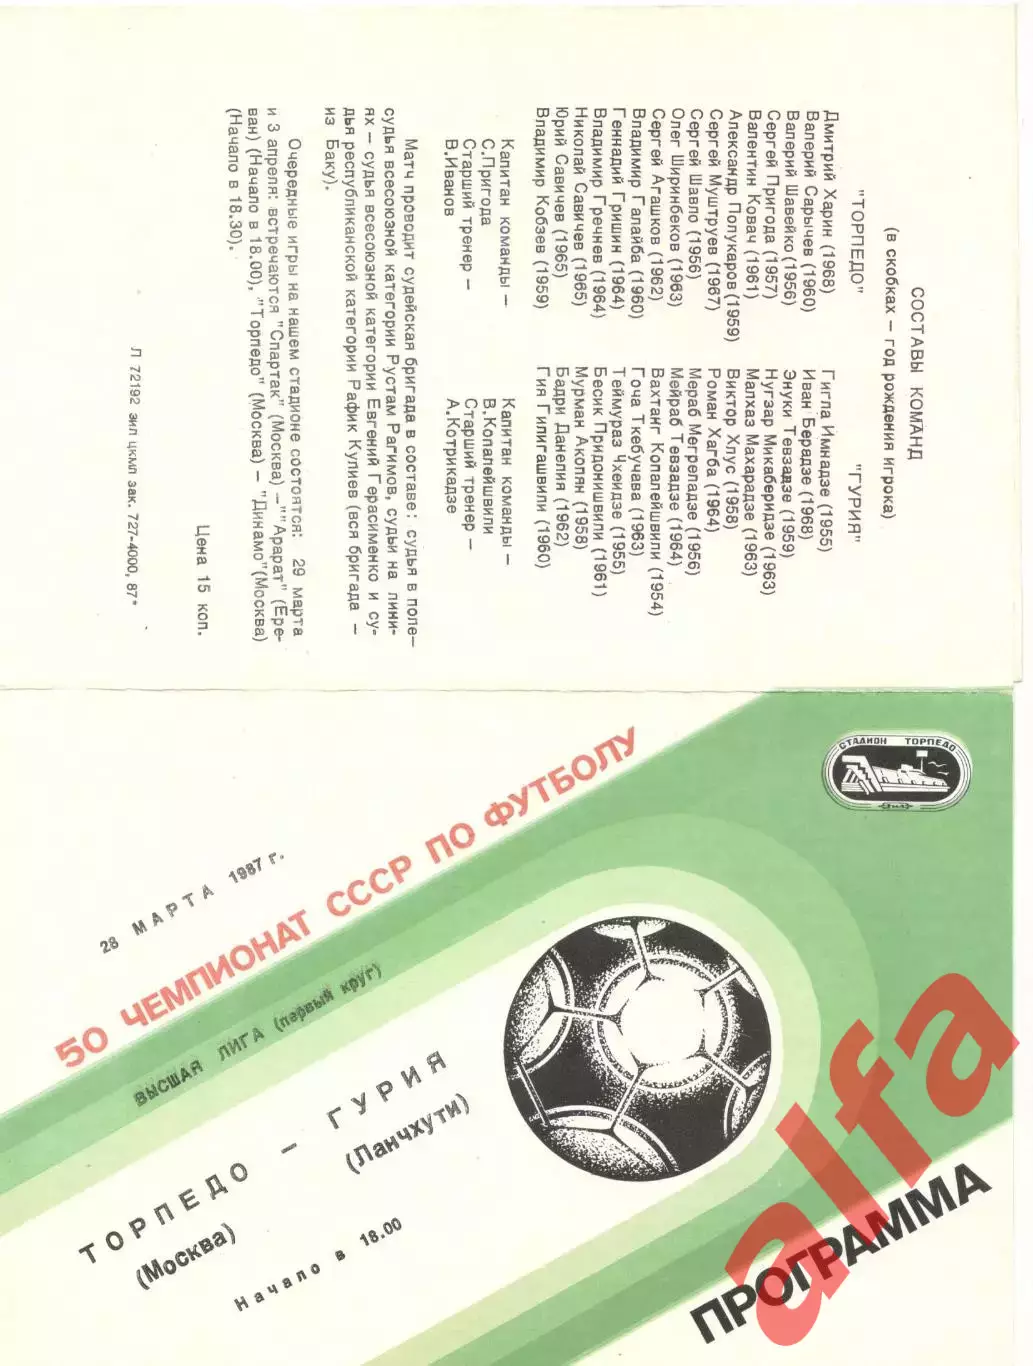 СОСТАВЫ КОМАНД
(в скобках – год рождения игрока)
"ТОРПЕДО"
Дмитрий Харин (1968)
Валерий Сарычев (1960)
Валерий Шавейко (1956)
Сергей Пригода (1957)
Валентин Ковач (1961)
Александр Полукаров (1959)
Сергей Муштруев (1967)
Сергей Шавло (1956)
Олег Ширинбеков (1963)
Сергей Агашков (1962)
Владимир Галайба (1960)
Геннадий Гришин (1964)
Владимир Гречнев (1964)
Николай Савичев (1965)
Юрий Савичев (1965)
Владимир Кобзев (1959)
Капитан команды –
С.Пригода
Старший тренер –
В.Иванов
"ГУРИЯ"
Гигла Имнадзе (1955)
Иван Берадзе (1968)
Энуки Тевзадзе (1959)
Нугзар Микаберидзе (1963)
Малхаз Махарадзе (1963)
Виктор Хлус (1958)
Роман Хагба (1964)
Мераб Мегреладзе (1956)
Мейраб Тевзадзе (1964)
Вахтанг Копалейшвили (1954)
Гоча Ткебучава (1963)
Теймураз Чхеидзе (1955)
Бесик Придонишвили (1961)
Мурман Акопян (1958)
Бадри Данелия (1962)
Гия Гилигашвили (1960)
Капитан команды –
В.Копалейшвили
Старший тренер –
А.Котрикадзе
Матч проводит судейская бригада в составе: судья в поле–
судья всесоюзной категории Рустам Рагимов, судьи на лини-
ях – судья всесоюзной категории Евгений Герасименко и су-
дья республиканской категории Рафик Кулиев (вся бригада –
из Баку).
Очередные игры на нашем стадионе состоятся: 29 марта
и 3 апреля: встречаются "Спартак" (Москва) –""Арарат" (Ере-
ван) (Начало в 18.00), "Торпедо" (Москва) – "Динамо"(Москва)
(Начало в 18.30).
Цена 15 коп.
Л 72192 зип цкмп зак. 727-4000, 87*
СТАДИОН ТОРПЕДО
ЗИЛ
50 ЧЕМПИОНАТ СССР ПО ФУТБОЛУ
28 МАРТА 1987 г.
ВЫСШАЯ ЛИГА (первый круг)
ТОРПЕДО – ГУРИЯ
(Москва) (Ланчхути)
Начало в 18.00
ПРОГРАММА
alfa